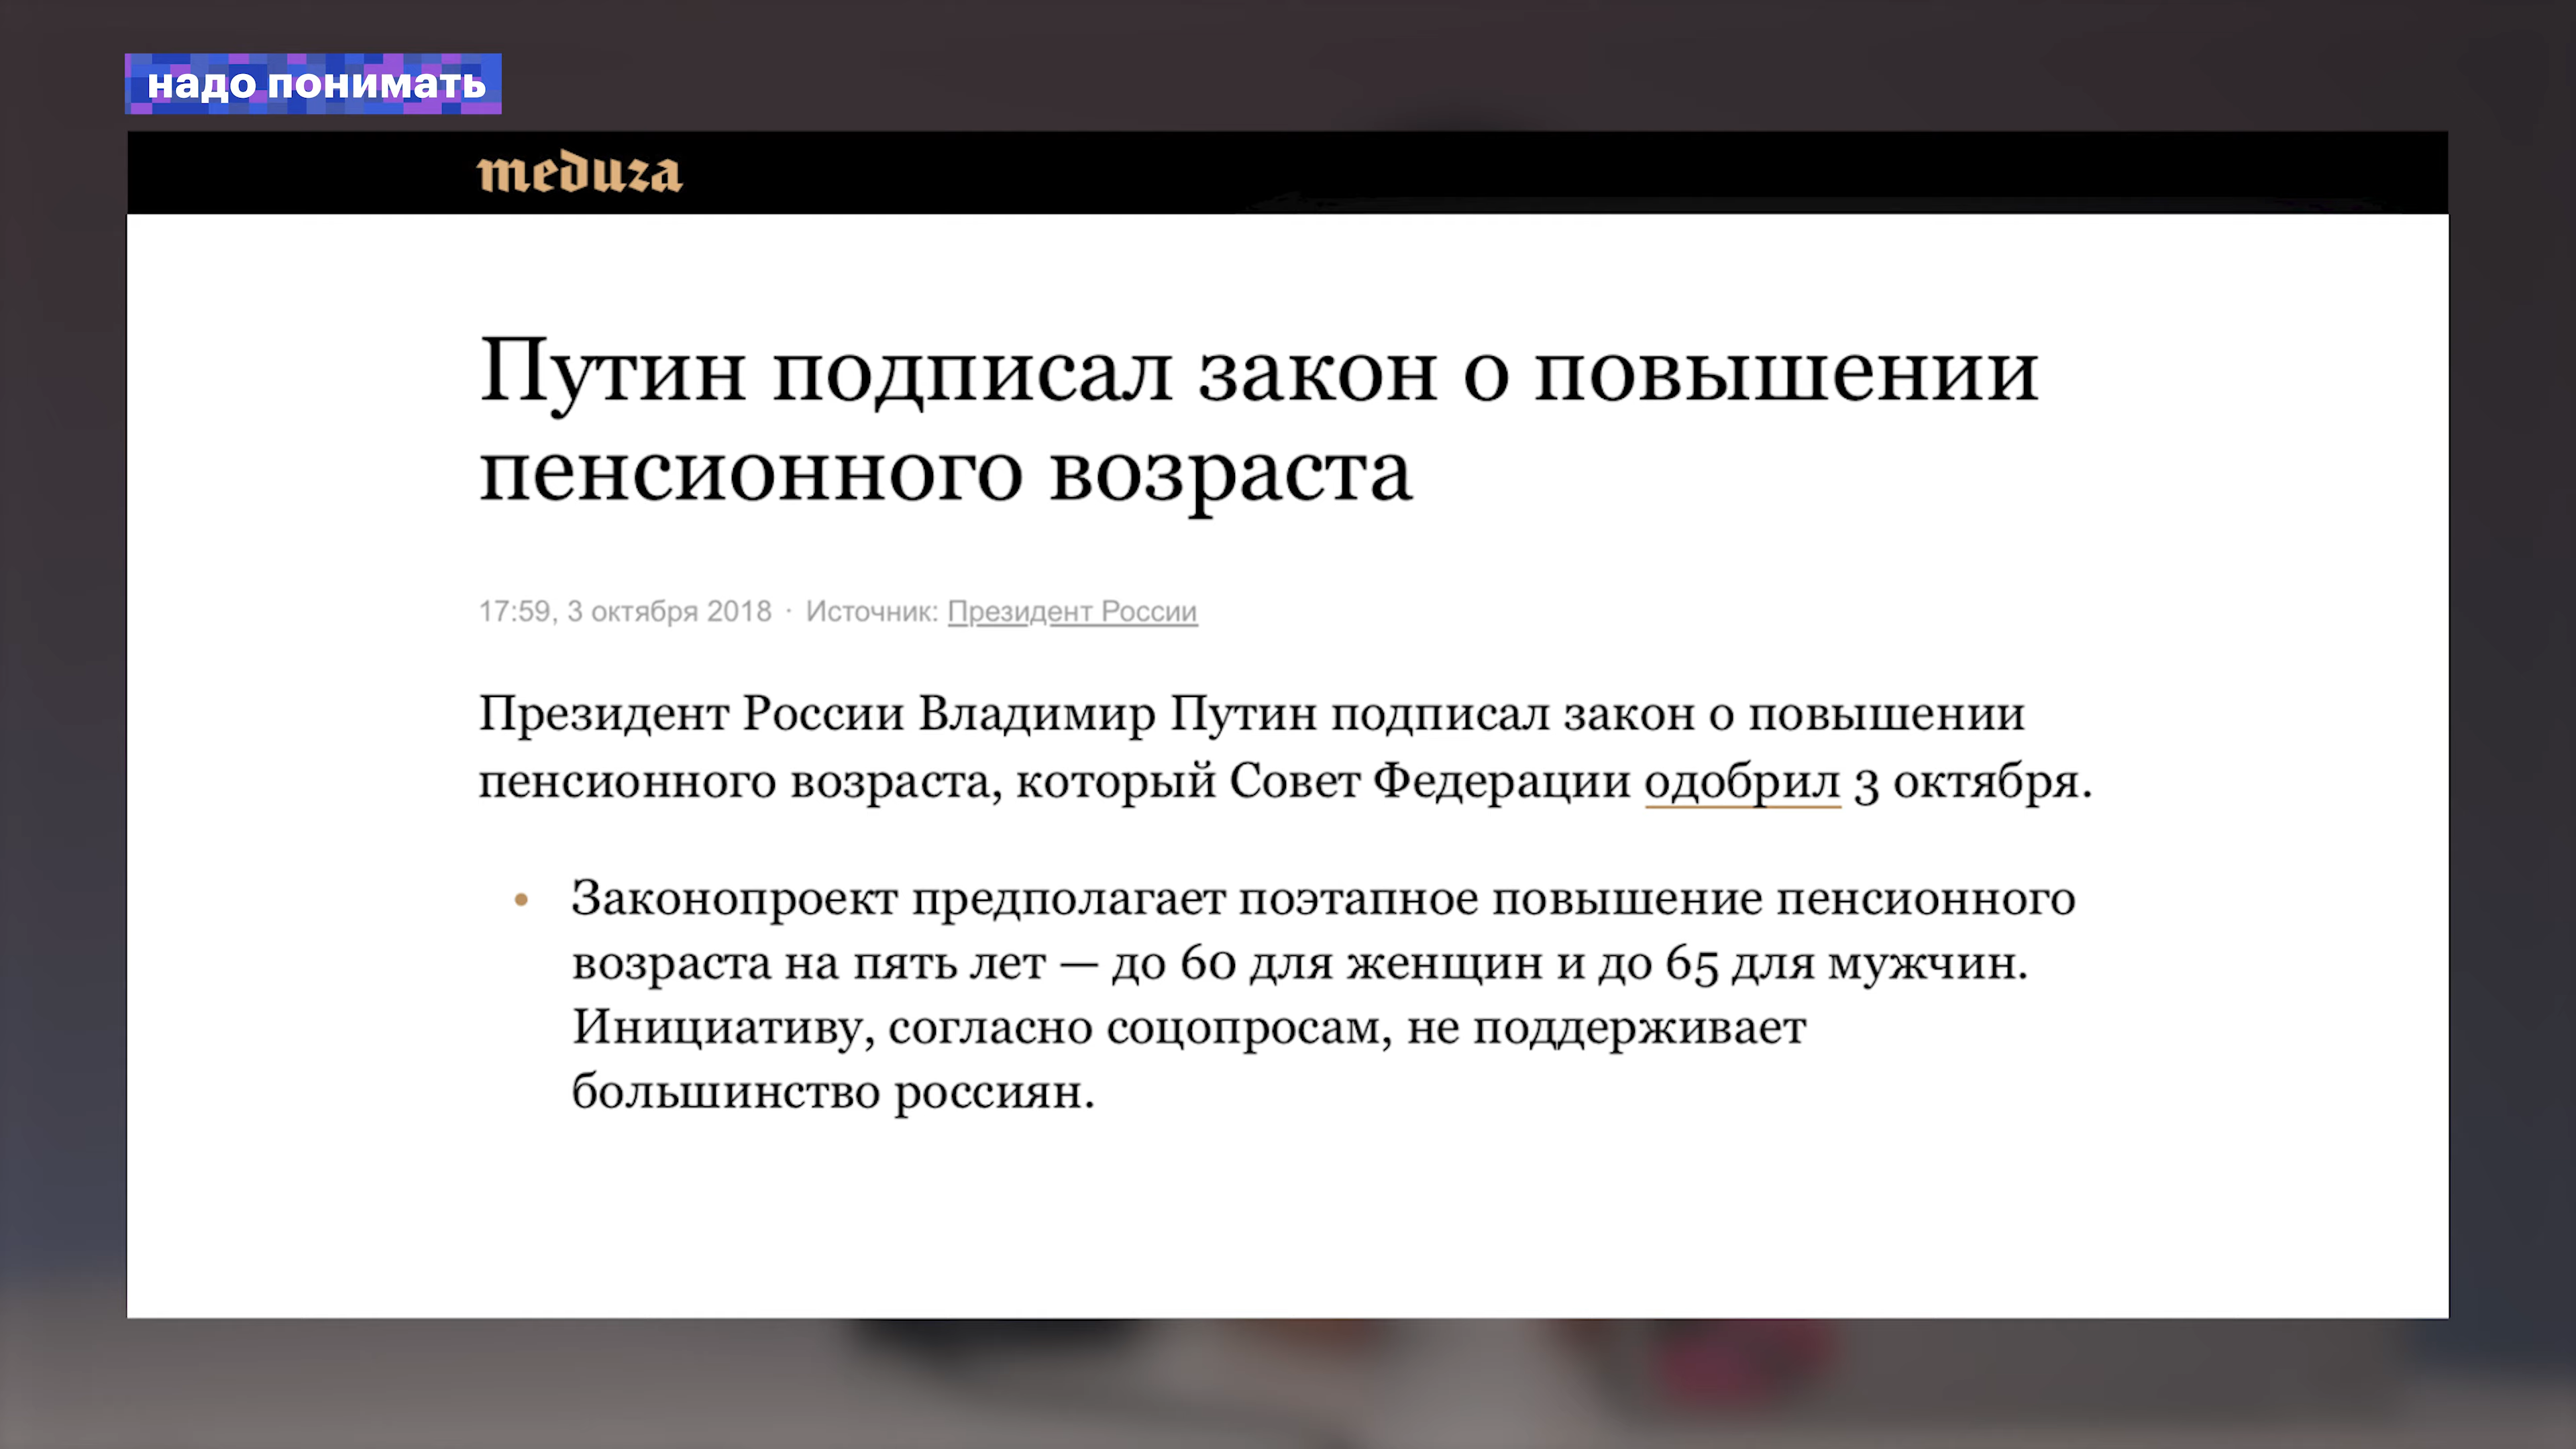 надо понимать
meduza
Путин подписал закон о повышении
пенсионного возраста
17:59, 3 октября 2018 · Источник: Президент России
Президент России Владимир Путин подписал закон о повышении
пенсионного возраста, который Совет Федерации одобрил 3 октября.
• Законопроект предполагает поэтапное повышение пенсионного
возраста на пять лет — до 60 для женщин и до 65 для мужчин.
Инициативу, согласно соцопросам, не поддерживает
большинство россиян.